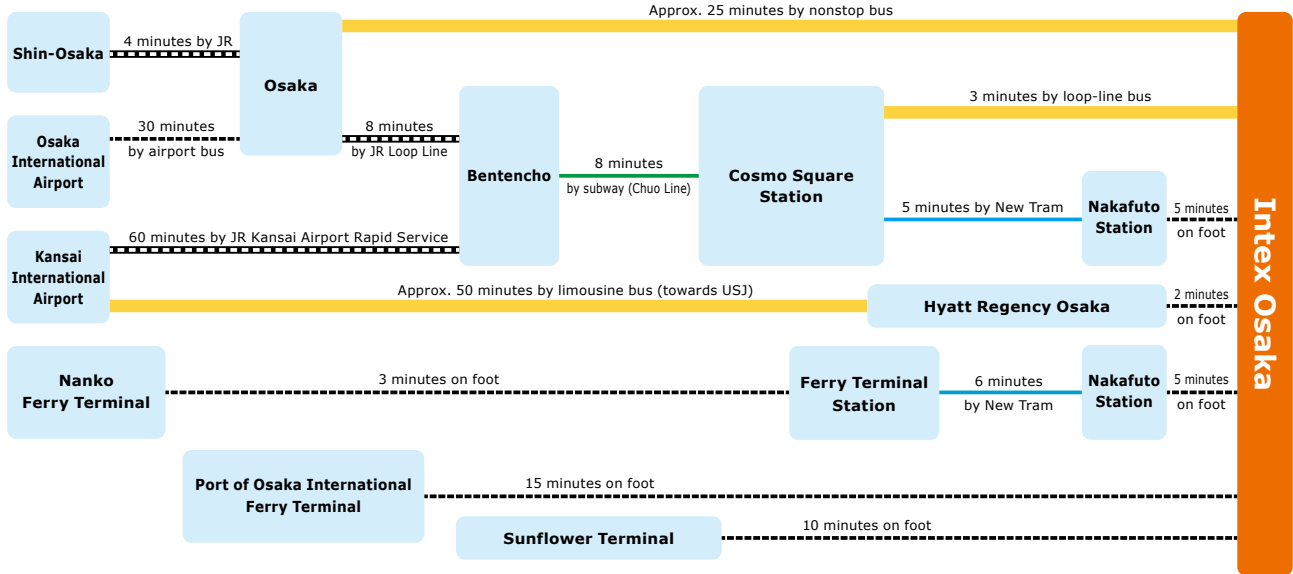 Approx. 25 minutes by nonstop bus
Shin-Osaka
4 minutes by JR
Osaka
3 minutes by loop-line bus
Osaka
International
Airport
30 minutes
by airport bus
8 minutes
by JR Loop Line
Bentencho
8 minutes
by subway (Chuo Line)
Cosmo Square
Station
5 minutes by New Tram
Nakafuto
Station
5 minutes
on foot
Kansai
International
Airport
60 minutes by JR Kansai Airport Rapid Service
Approx. 50 minutes by limousine bus (towards USJ)
Hyatt Regency Osaka
2 minutes
on foot
Nanko
Ferry Terminal
3 minutes on foot
Ferry Terminal
Station
6 minutes
by New Tram
Nakafuto
Station
5 minutes
on foot
Port of Osaka International
Ferry Terminal
15 minutes on foot
Sunflower Terminal
10 minutes on foot
Intex Osaka